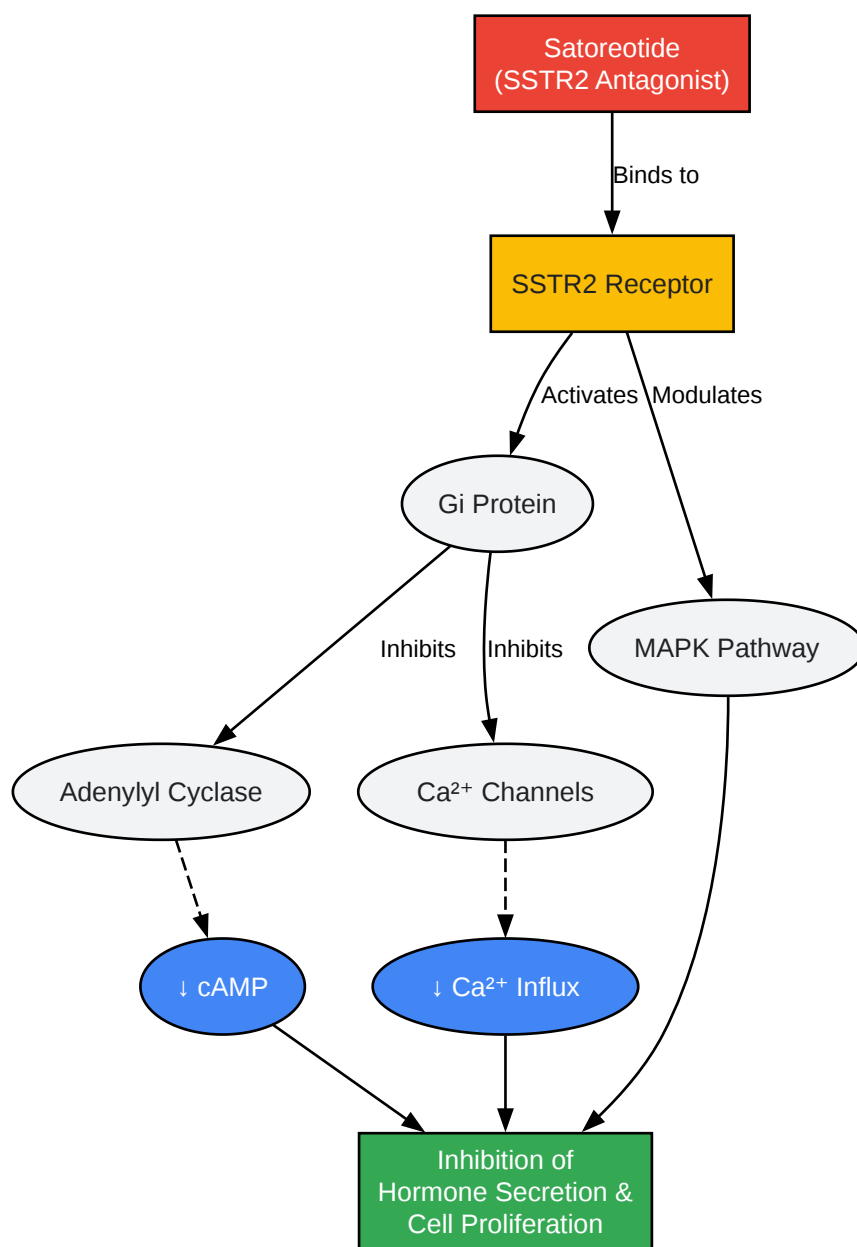 Satoreotide
(SSTR2 Antagonist)
Binds to
SSTR2 Receptor
Activates
Modulates
Gi Protein
Inhibits
Inhibits
MAPK Pathway
Adenylyl Cyclase
Ca²⁺ Channels
↓ cAMP
↓ Ca²⁺ Influx
Inhibition of
Hormone Secretion &
Cell Proliferation